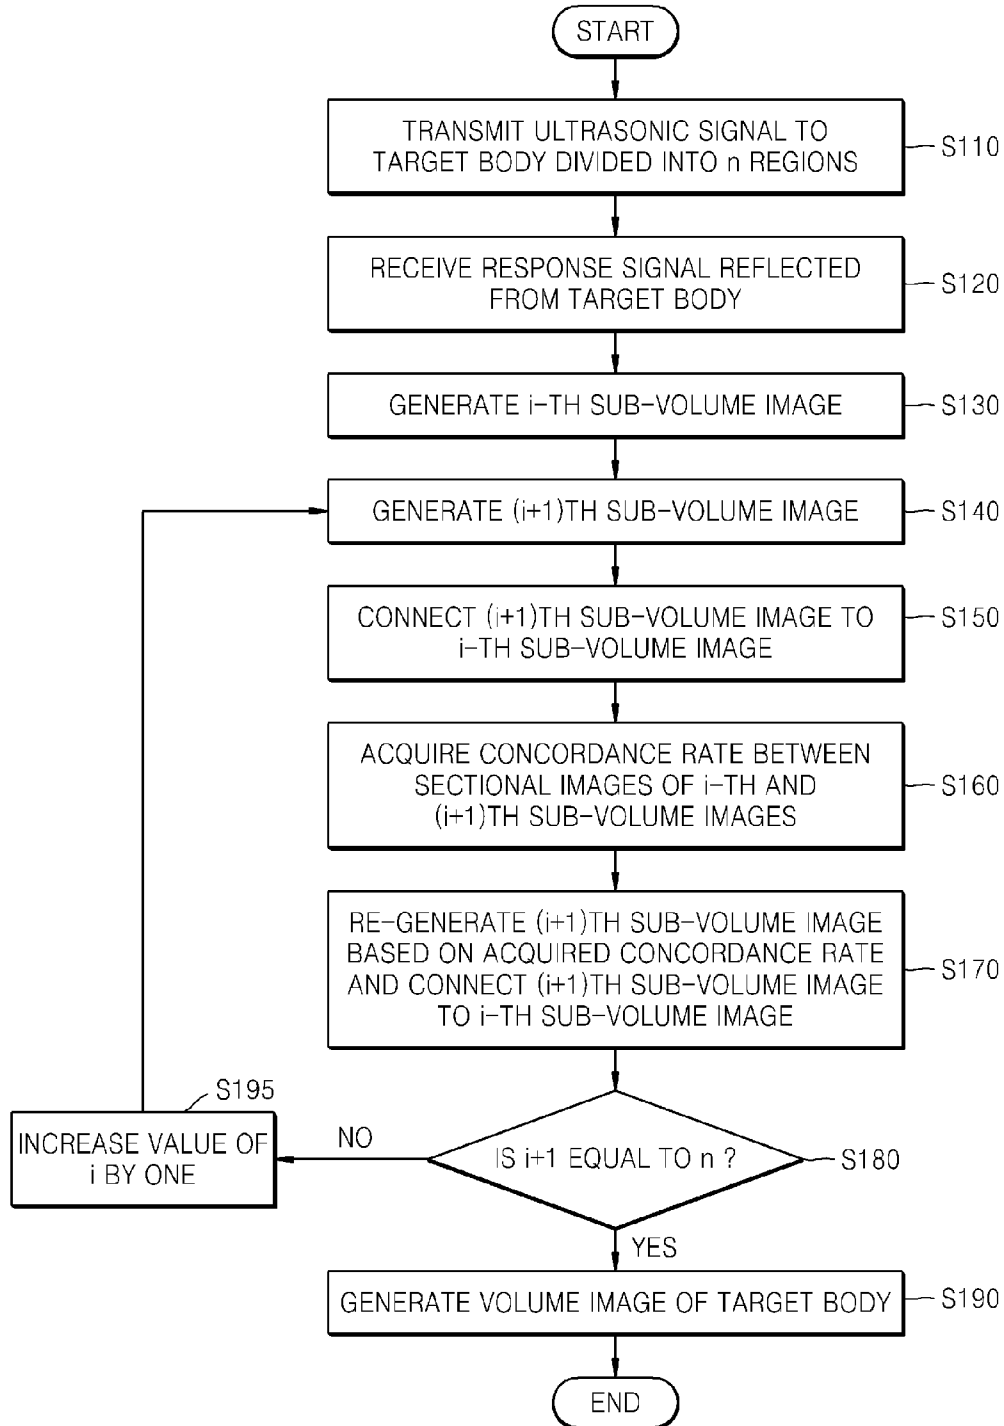 START
TRANSMIT ULTRASONIC SIGNAL TO
TARGET BODY DIVIDED INTO n REGIONS
S110
RECEIVE RESPONSE SIGNAL REFLECTED
FROM TARGET BODY
S120
GENERATE i-TH SUB-VOLUME IMAGE
S130
GENERATE (i+1)TH SUB-VOLUME IMAGE
S140
CONNECT (i+1)TH SUB-VOLUME IMAGE TO
i-TH SUB-VOLUME IMAGE
S150
ACQUIRE CONCORDANCE RATE BETWEEN
SECTIONAL IMAGES OF i-TH AND
(i+1)TH SUB-VOLUME IMAGES
S160
RE-GENERATE (i+1)TH SUB-VOLUME IMAGE
BASED ON ACQUIRED CONCORDANCE RATE
AND CONNECT (i+1)TH SUB-VOLUME IMAGE
TO i-TH SUB-VOLUME IMAGE
S170
IS i+1 EQUAL TO n ?
S180
NO
S195
INCREASE VALUE OF
i BY ONE
YES
GENERATE VOLUME IMAGE OF TARGET BODY
S190
END